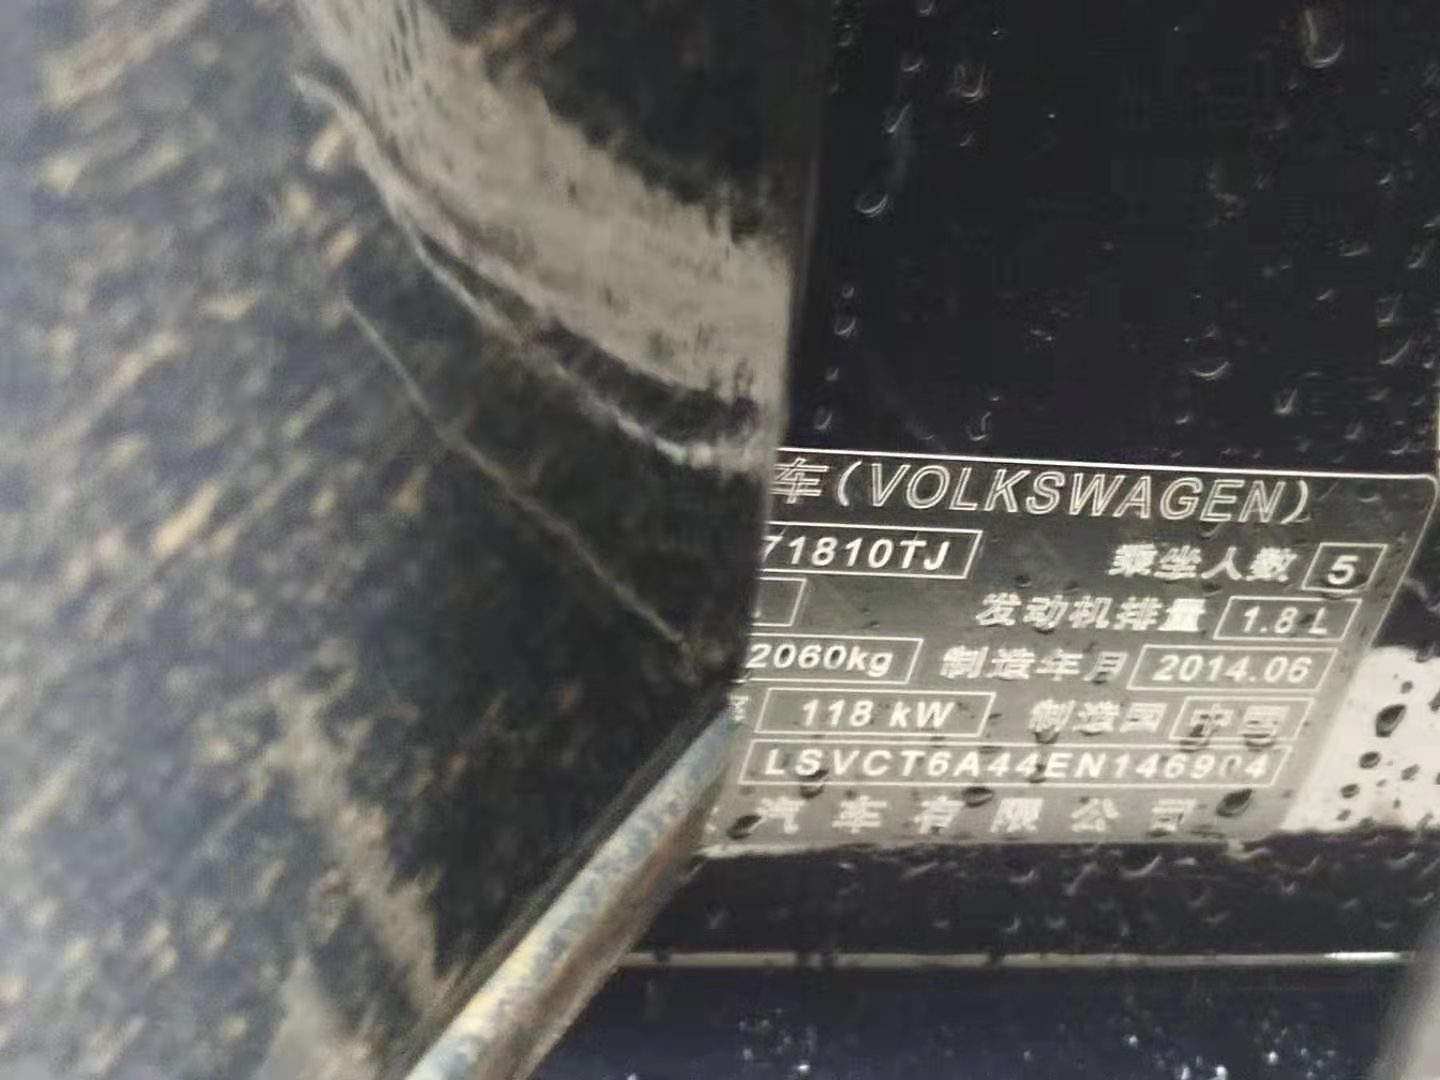 车(VOLKSWAGEN)
71810TJ 乘坐人数 5
发动机排量 1.8 L
2060kg 制造年月 2014.06
118 kW 制造国 中国
LSVCT6A44EN146904
汽车有限公司